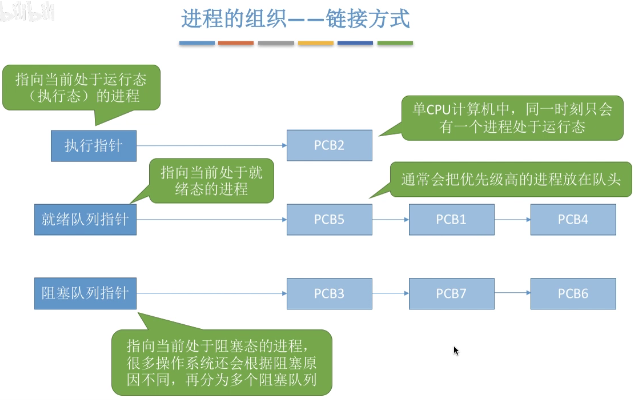 bilibili
进程的组织——链接方式
指向当前处于运行态
（执行态）的进程
执行指针
PCB2
单CPU计算机中，同一时刻只会
有一个进程处于运行态
指向当前处于就
绪态的进程
通常会把优先级高的进程放在队头
就绪队列指针
PCB5
PCB1
PCB4
阻塞队列指针
PCB3
PCB7
PCB6
指向当前处于阻塞态的进程，
很多操作系统还会根据阻塞原
因不同，再分为多个阻塞队列